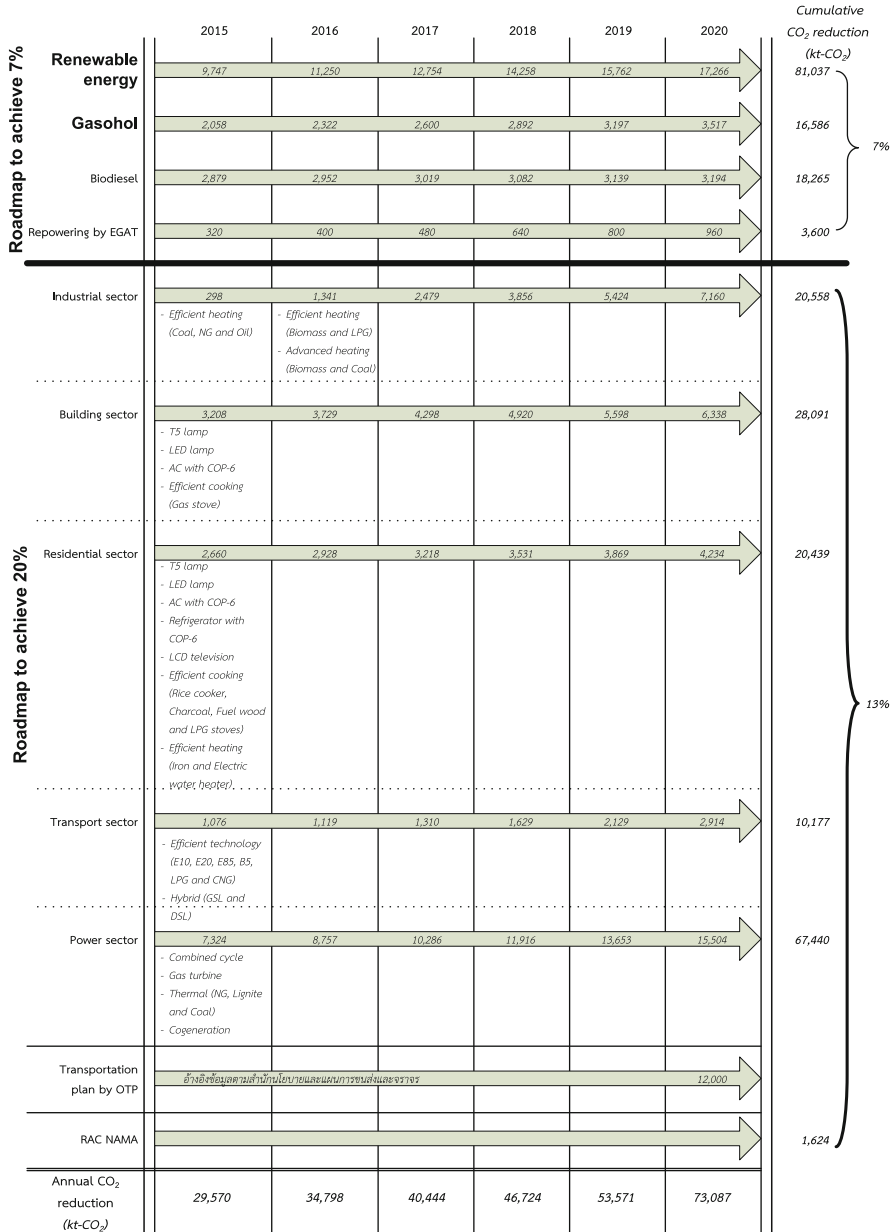 Cumulative
CO₂ reduction
(kt-CO₂)
2015 2016 2017 2018 2019 2020
Roadmap to achieve 7%
Renewable
energy
9,747 11,250 12,754 14,258 15,762 17,266 81,037
Gasohol
2,058 2,322 2,600 2,892 3,197 3,517 16,586
7%
Biodiesel
2,879 2,952 3,019 3,082 3,139 3,194 18,265
Repowering by EGAT
320 400 480 640 800 960 3,600
Roadmap to achieve 20%
Industrial sector
298 1,341 2,479 3,856 5,424 7,160 20,558
- Efficient heating
(Coal, NG and Oil)
- Efficient heating
(Biomass and LPG)
- Advanced heating
(Biomass and Coal)
Building sector
3,208 3,729 4,298 4,920 5,598 6,338 28,091
- T5 lamp
- LED lamp
- AC with COP-6
- Efficient cooking
(Gas stove)
Residential sector
2,660 2,928 3,218 3,531 3,869 4,234 20,439
- T5 lamp
- LED lamp
- AC with COP-6
- Refrigerator with
COP-6
- LCD television
- Efficient cooking
(Rice cooker,
Charcoal, Fuel wood
and LPG stoves)
- Efficient heating
(Iron and Electric
water heater)
13%
Transport sector
1,076 1,119 1,310 1,629 2,129 2,914 10,177
- Efficient technology
(E10, E20, E85, B5,
LPG and CNG)
- Hybrid (GSL and
DSL)
Power sector
7,324 8,757 10,286 11,916 13,653 15,504 67,440
- Combined cycle
- Gas turbine
- Thermal (NG, Lignite
and Coal)
- Cogeneration
Transportation
plan by OTP
อ้างอิงข้อมูลตามสำนักนโยบายและแผนการขนส่งและจราจร 12,000
RAC NAMA
1,624
Annual CO₂
reduction
(kt-CO₂)
29,570 34,798 40,444 46,724 53,571 73,087